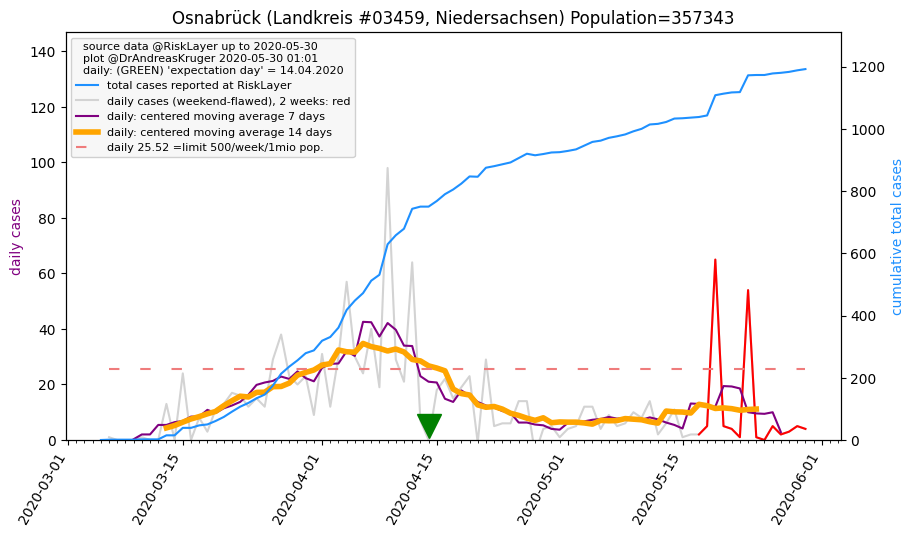 Osnabrück (Landkreis #03459, Niedersachsen) Population=357343
source data @RiskLayer up to 2020-05-30
plot @DrAndreasKruger 2020-05-30 01:01
daily: (GREEN) 'expectation day' = 14.04.2020
total cases reported at RiskLayer
daily cases (weekend-flawed), 2 weeks: red
daily: centered moving average 7 days
daily: centered moving average 14 days
daily 25.52 =limit 500/week/1mio pop.
daily cases
140
120
100
80
60
40
20
0
1200
1000
800
600
400
200
0
cumulative total cases
2020-03-01
2020-03-15
2020-04-01
2020-04-15
2020-05-01
2020-05-15
2020-06-01